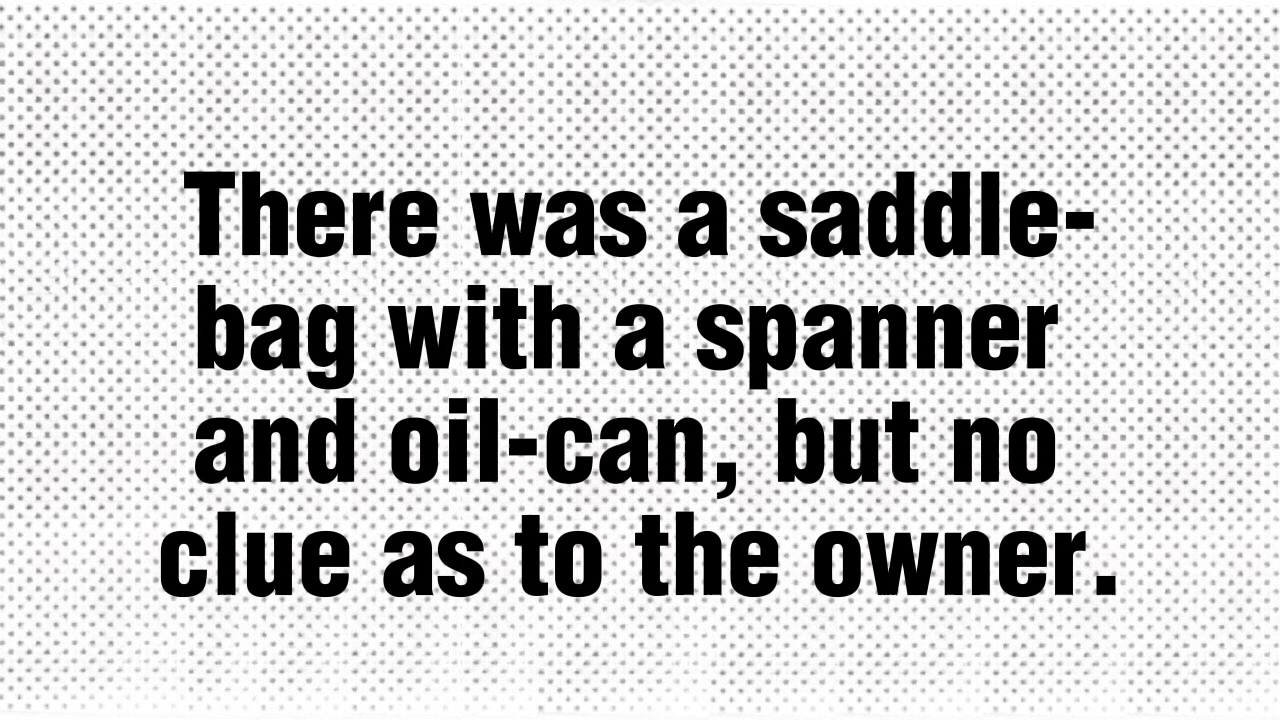 There was a saddle-
bag with a spanner
and oil-can, but no
clue as to the owner.